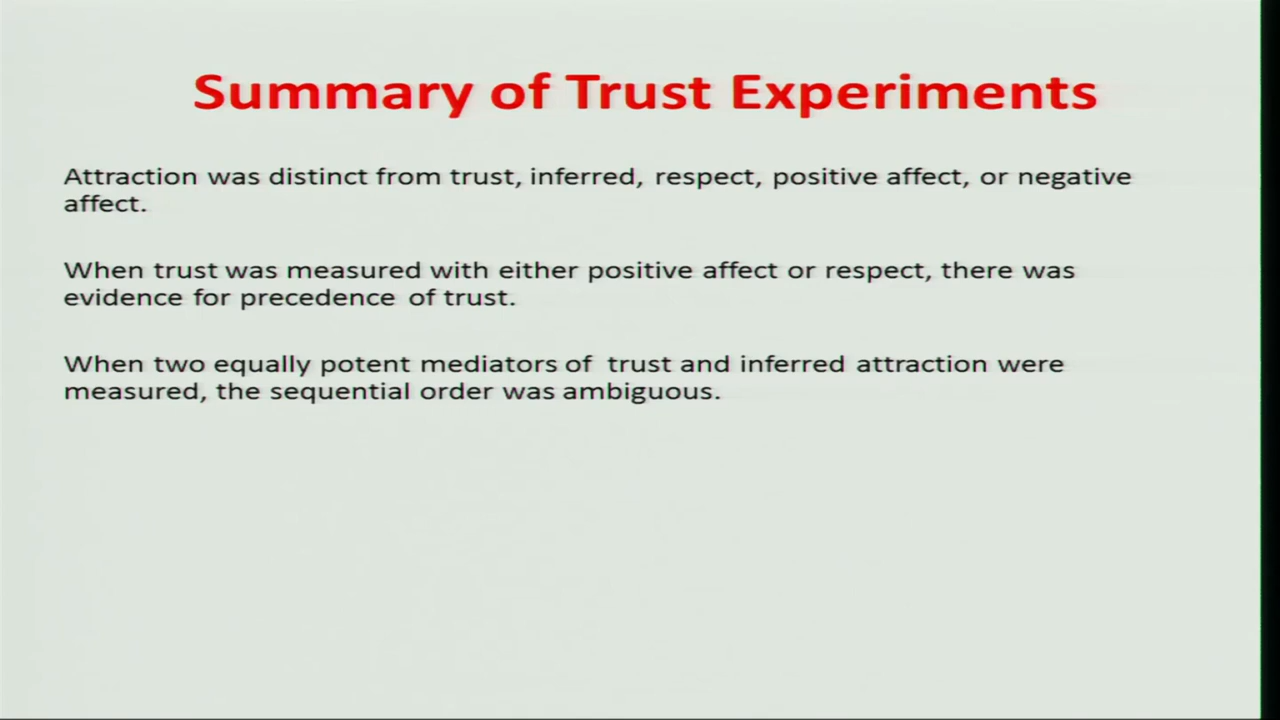 Summary of Trust Experiments
Attraction was distinct from trust, inferred, respect, positive affect, or negative
affect.
When trust was measured with either positive affect or respect, there was
evidence for precedence of trust.
When two equally potent mediators of trust and inferred attraction were
measured, the sequential order was ambiguous.